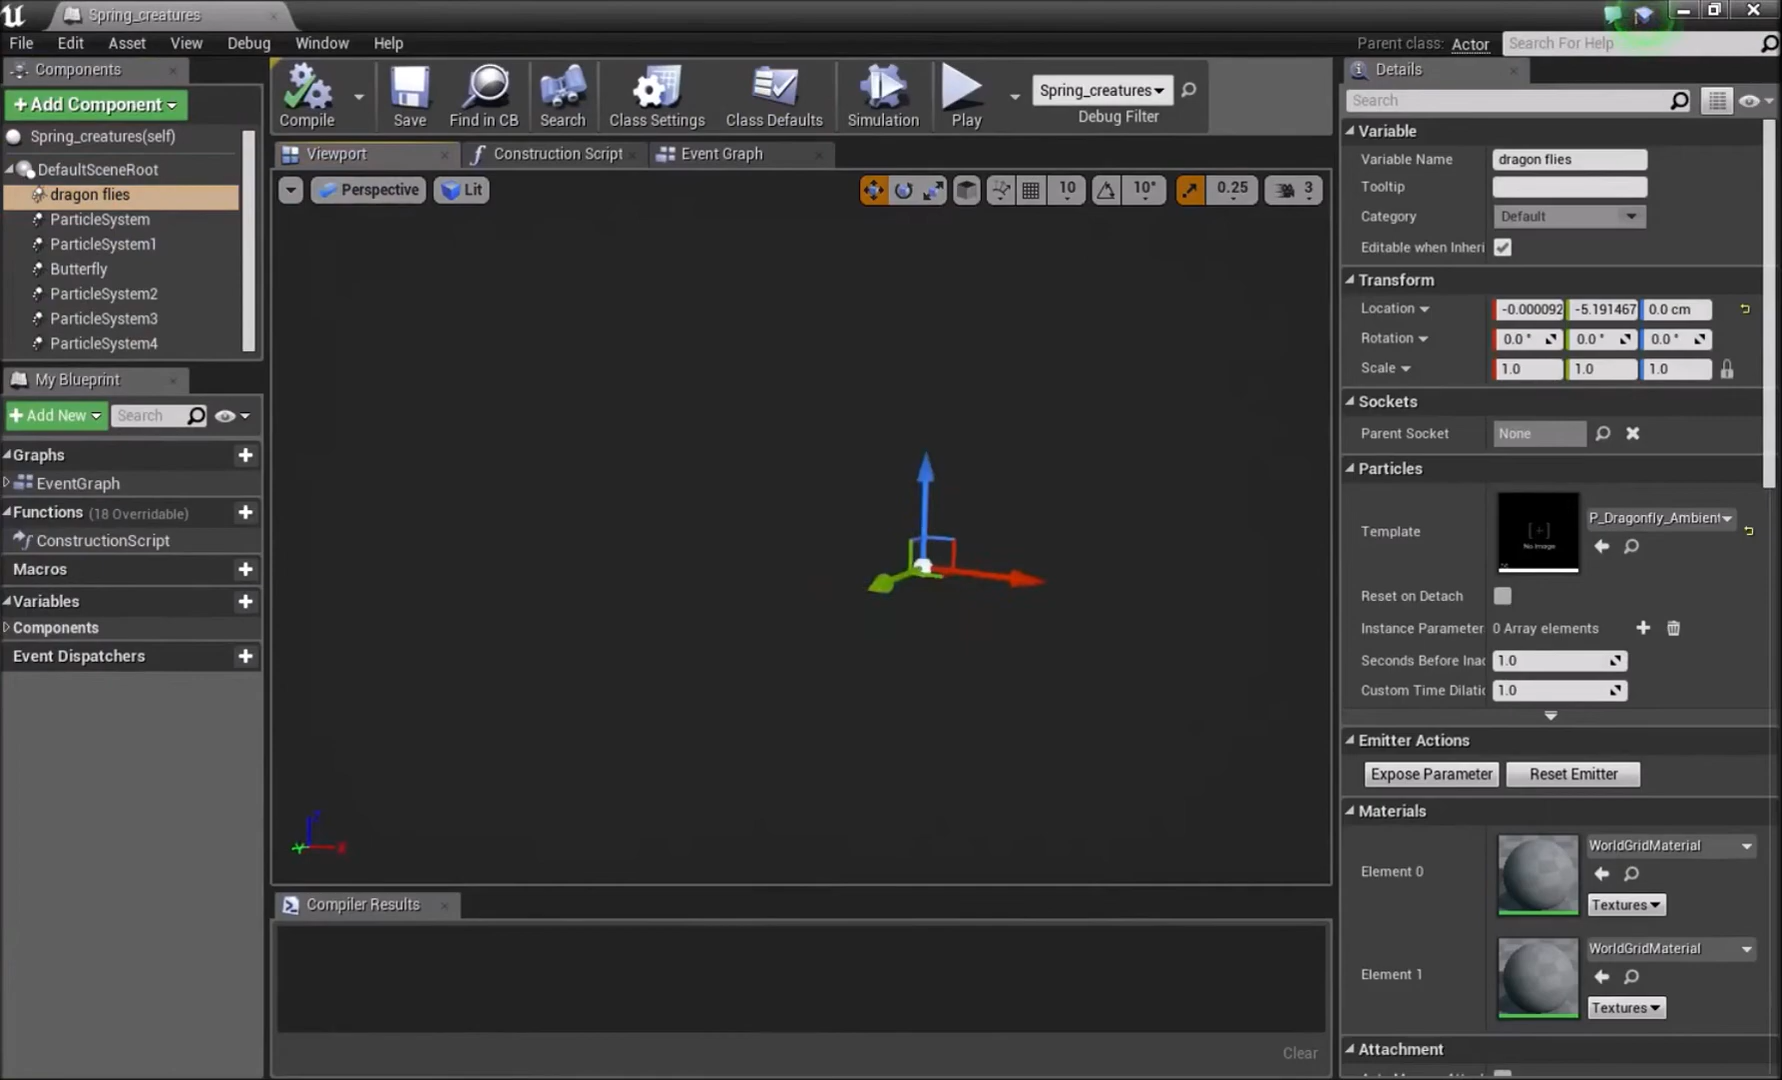 Spring_creatures
File Edit Asset View Debug Window Help
Parent class: Actor
Search For Help
Components
+Add Component
Spring_creatures(self)
DefaultSceneRoot
dragon flies
ParticleSystem
ParticleSystem1
Butterfly
ParticleSystem2
ParticleSystem3
ParticleSystem4
My Blueprint
+Add New Search
Graphs
EventGraph
Functions (18 Overridable)
ConstructionScript
Macros
Variables
Components
Event Dispatchers
Compile Save Find in CB Search Class Settings Class Defaults Simulation Play
Spring_creatures
Debug Filter
Viewport Construction Script Event Graph
Perspective Lit 10 10° 0.25 3
Compiler Results
Clear
Details
Search
Variable
Variable Name dragon flies
Tooltip
Category Default
Editable when Inheri
Transform
Location -0.000092 -5.191467 0.0 cm
Rotation 0.0 ° 0.0 ° 0.0 °
Scale 1.0 1.0 1.0
Sockets
Parent Socket None
Particles
Template No Image P_Dragonfly_Ambient
Reset on Detach
Instance Parameter 0 Array elements
Seconds Before Inac 1.0
Custom Time Dilatic 1.0
Emitter Actions
Expose Parameter Reset Emitter
Materials
Element 0 WorldGridMaterial
Textures
Element 1 WorldGridMaterial
Textures
Attachment